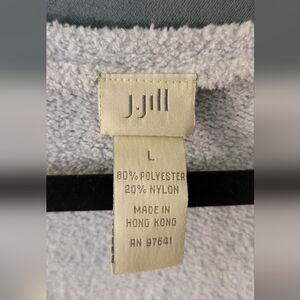 J.Jill
L
80% POLYESTER
20% NYLON
MADE IN
HONG KONG
RN 97641